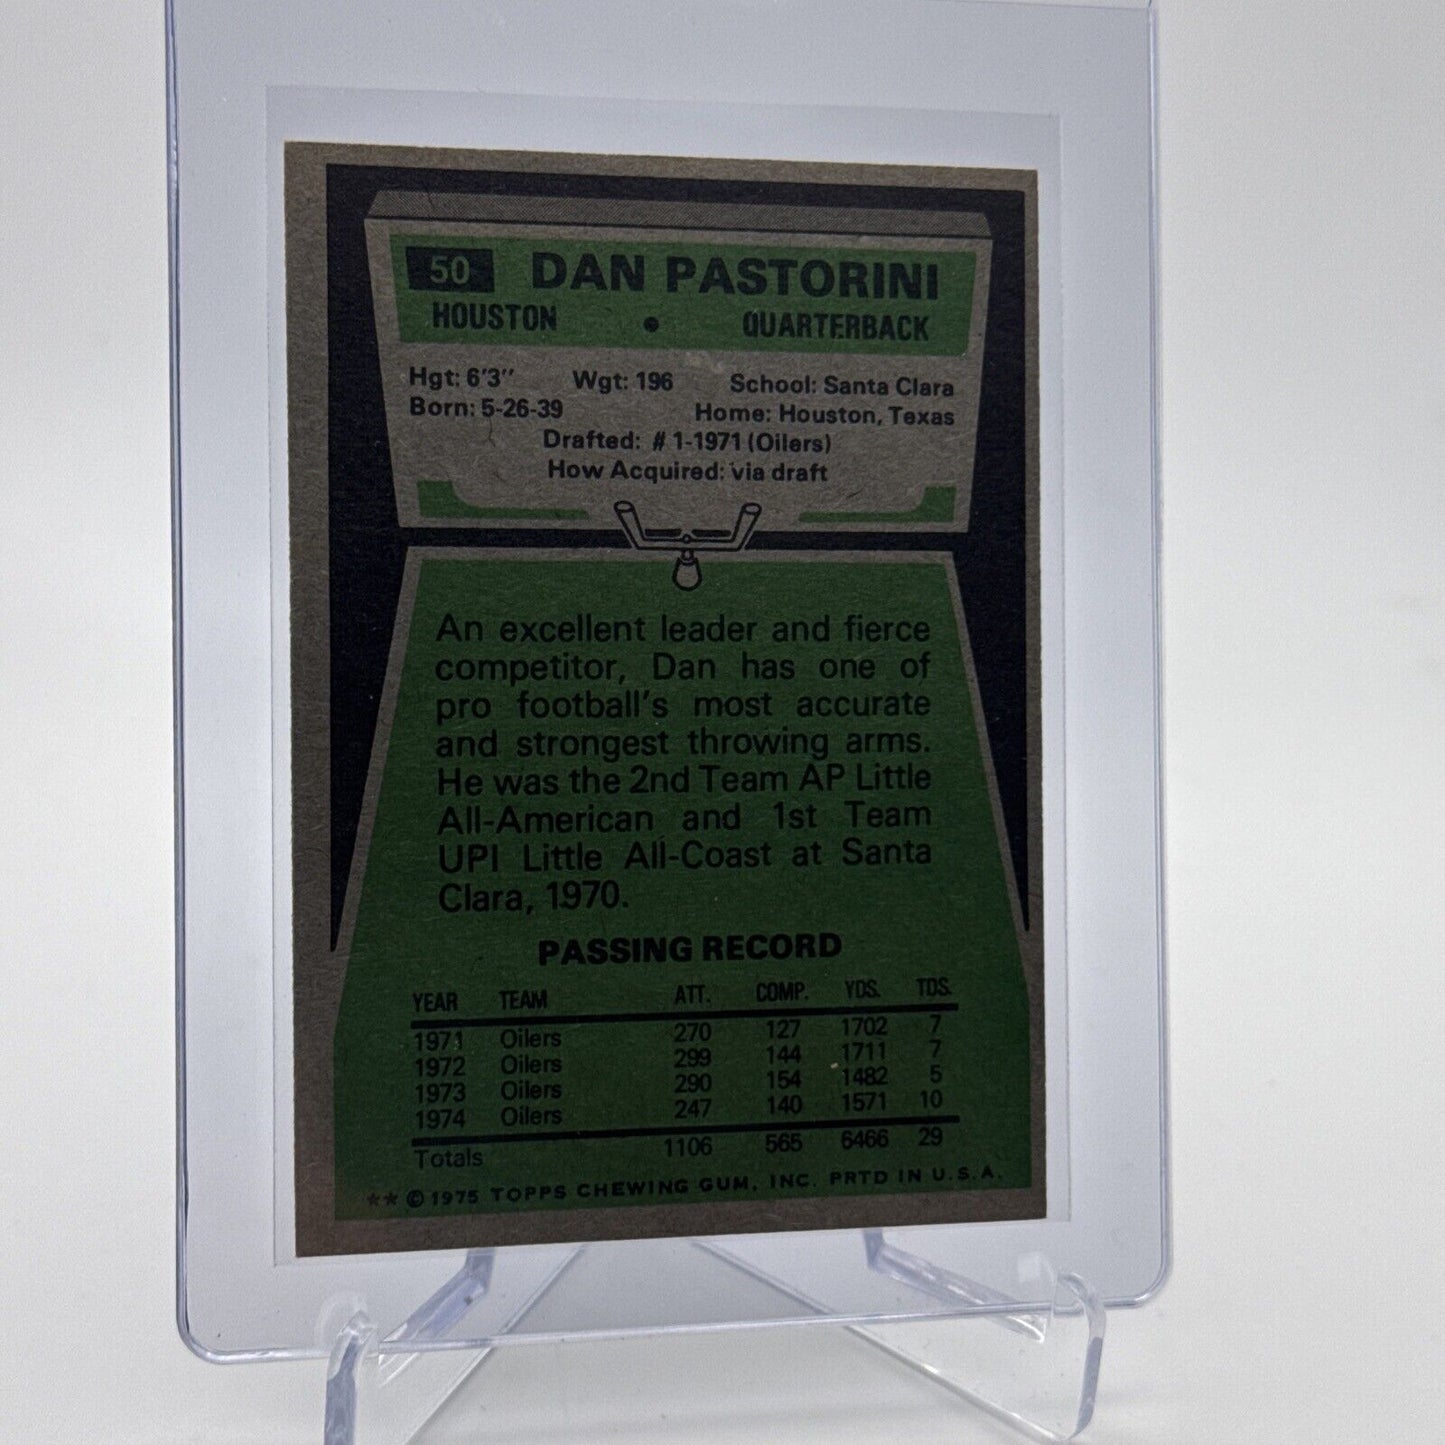 50 DAN PASTORINI
HOUSTON • QUARTERBACK
Hgt: 6'3" Wgt: 196 School: Santa Clara
Born: 5-26-39 Home: Houston, Texas
Drafted: #1-1971 (Oilers)
How Acquired: via draft
An excellent leader and fierce
competitor, Dan has one of
pro football's most accurate
and strongest throwing arms.
He was the 2nd Team AP Little
All-American and 1st Team
UPI Little All-Coast at Santa
Clara, 1970.
PASSING RECORD
YEAR TEAM ATT. COMP. YDS. TDS.
1971 Oilers 270 127 1702 7
1972 Oilers 299 144 1711 7
1973 Oilers 290 154 1482 5
1974 Oilers 247 140 1571 10
Totals 1106 565 6466 29
** © 1975 TOPPS CHEWING GUM, INC. PRTD IN U.S.A.